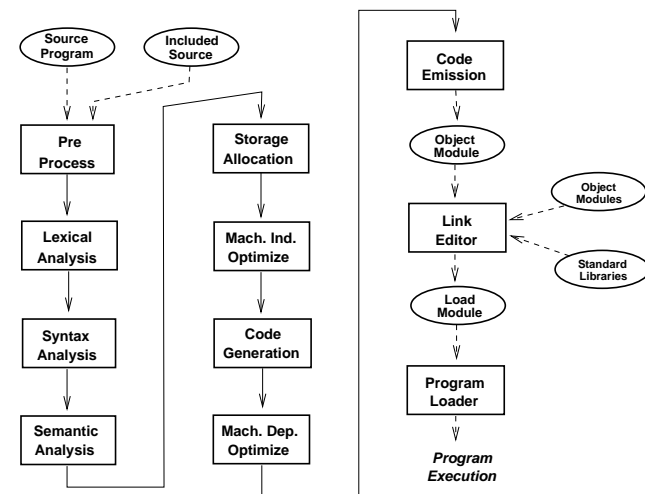 Source
Program
Included
Source
Pre
Process
Lexical
Analysis
Syntax
Analysis
Semantic
Analysis
Storage
Allocation
Mach. Ind.
Optimize
Code
Generation
Mach. Dep.
Optimize
Code
Emission
Object
Module
Link
Editor
Object
Modules
Standard
Libraries
Load
Module
Program
Loader
Program
Execution